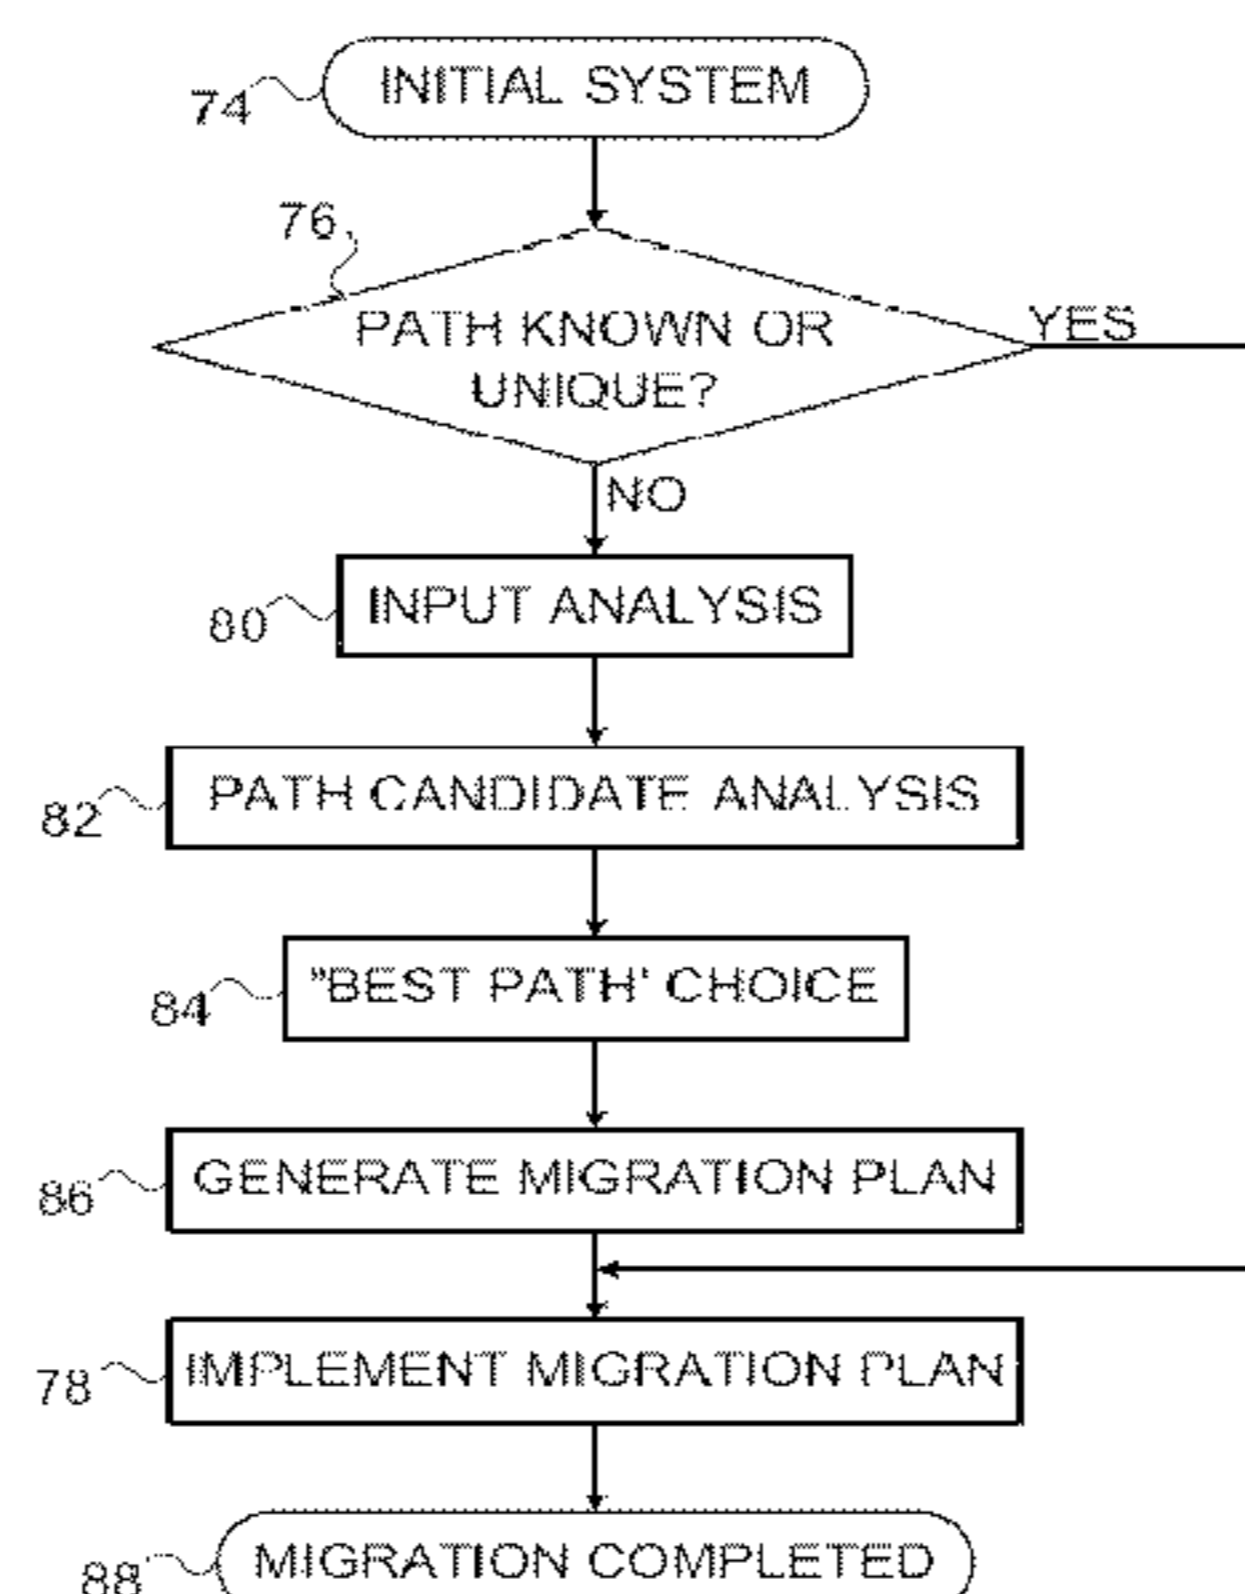 74 INITIAL SYSTEM
76
PATH KNOWN OR
UNIQUE?
YES
NO
80 INPUT ANALYSIS
82 PATH CANDIDATE ANALYSIS
84 "BEST PATH' CHOICE
86 GENERATE MIGRATION PLAN
78 IMPLEMENT MIGRATION PLAN
88 MIGRATION COMPLETED